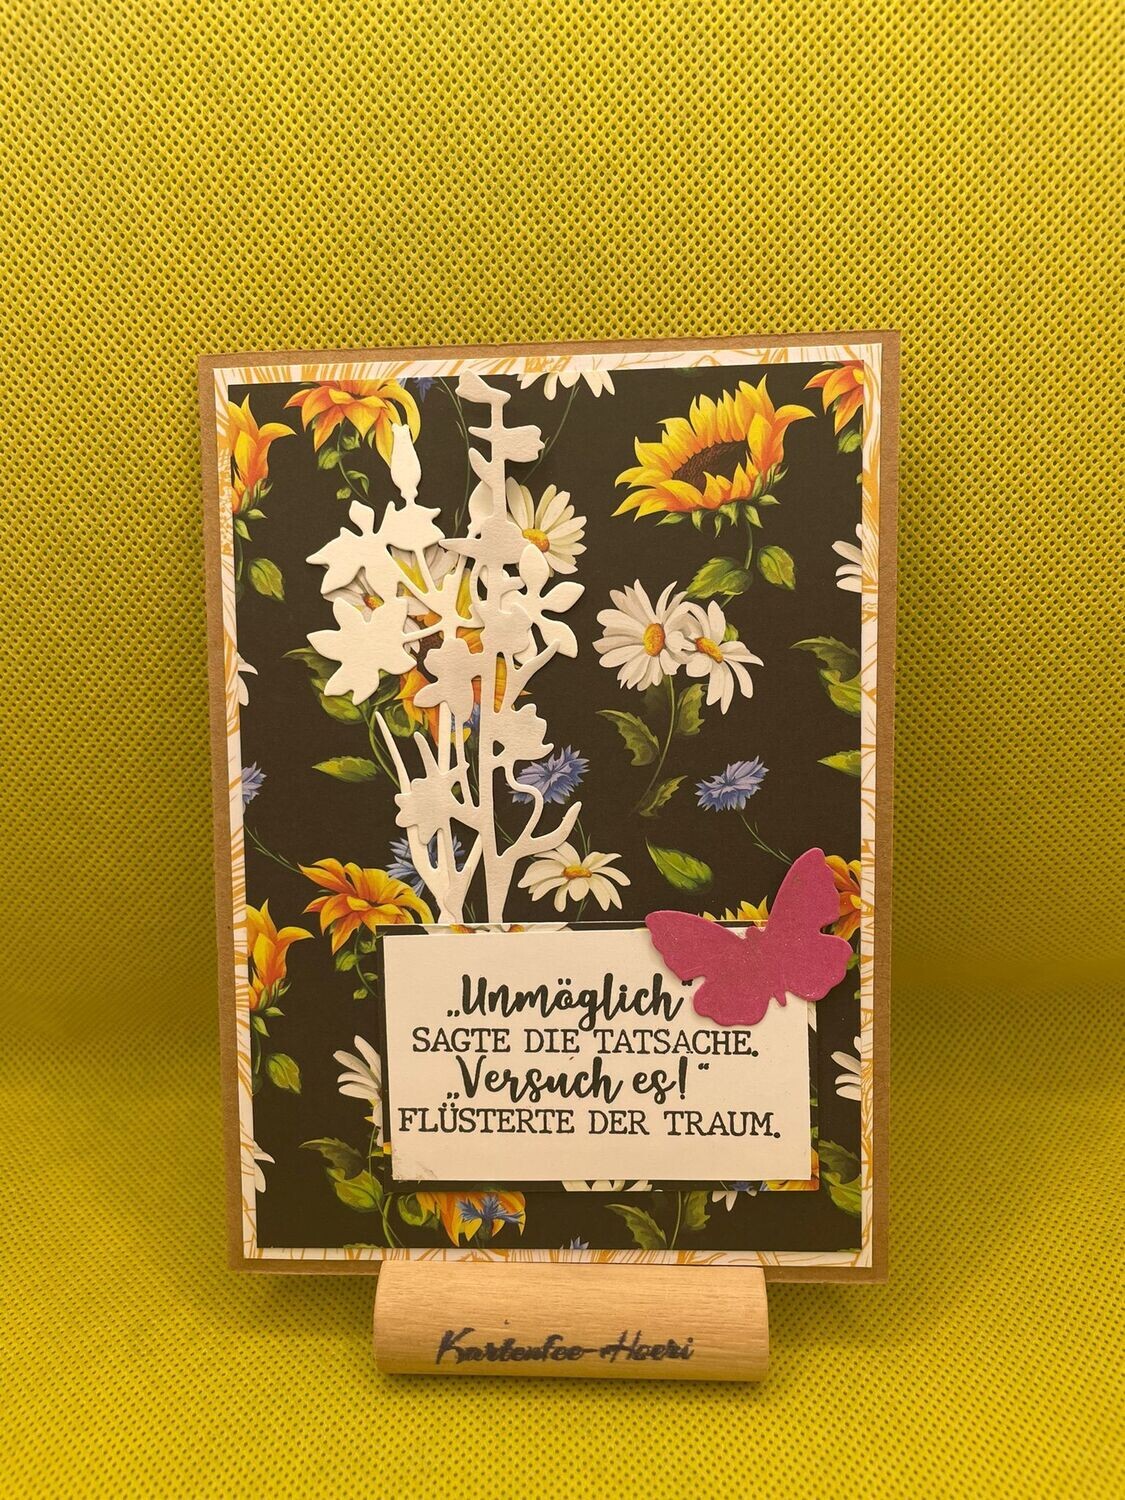 „Unmöglich“
SAGTE DIE TATSACHE.
„Versuch es!“
FLÜSTERTE DER TRAUM.
Kartenfee-Heeri